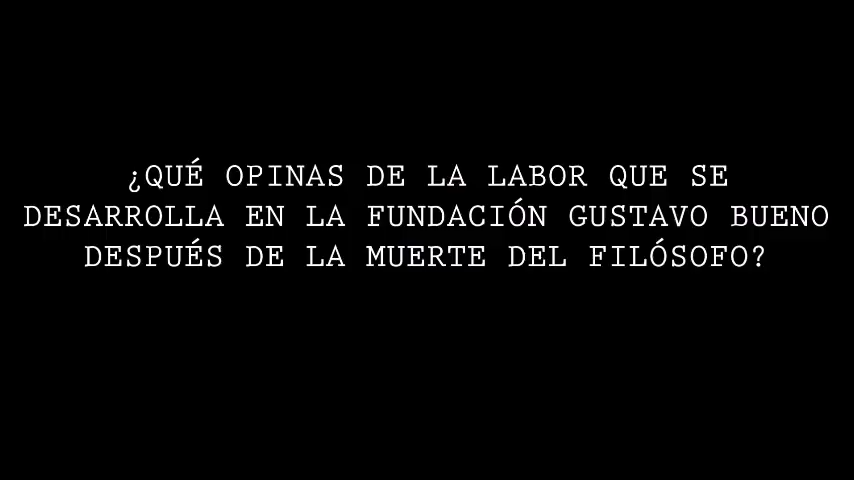 ¿QUÉ OPINAS DE LA LABOR QUE SE
DESARROLLA EN LA FUNDACIÓN GUSTAVO BUENO
DESPUÉS DE LA MUERTE DEL FILÓSOFO?